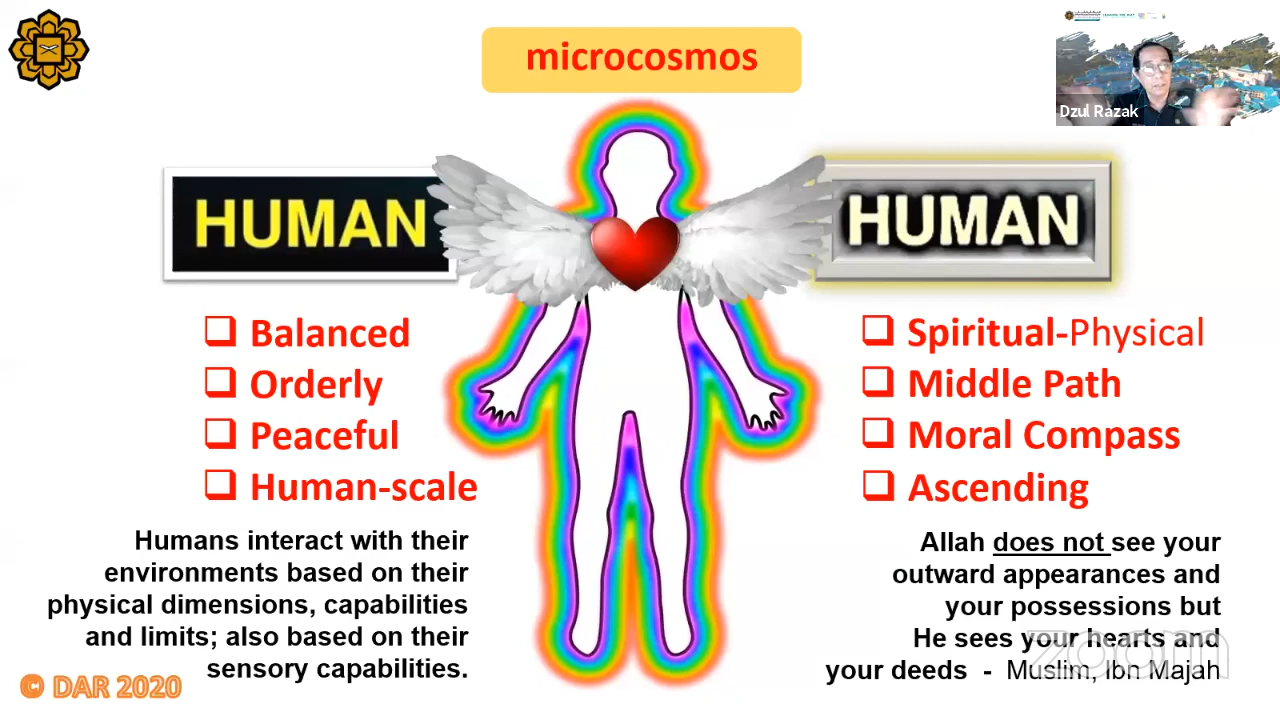 microcosmos
Dzul Razak
HUMAN
Balanced
Orderly
Peaceful
Human-scale
Humans interact with their
environments based on their
physical dimensions, capabilities
and limits; also based on their
sensory capabilities.
© DAR 2020
HUMAN
Spiritual-Physical
Middle Path
Moral Compass
Ascending
Allah does not see your
outward appearances and
your possessions but
He sees your hearts and
your deeds - Muslim, Ibn Majah
zoom